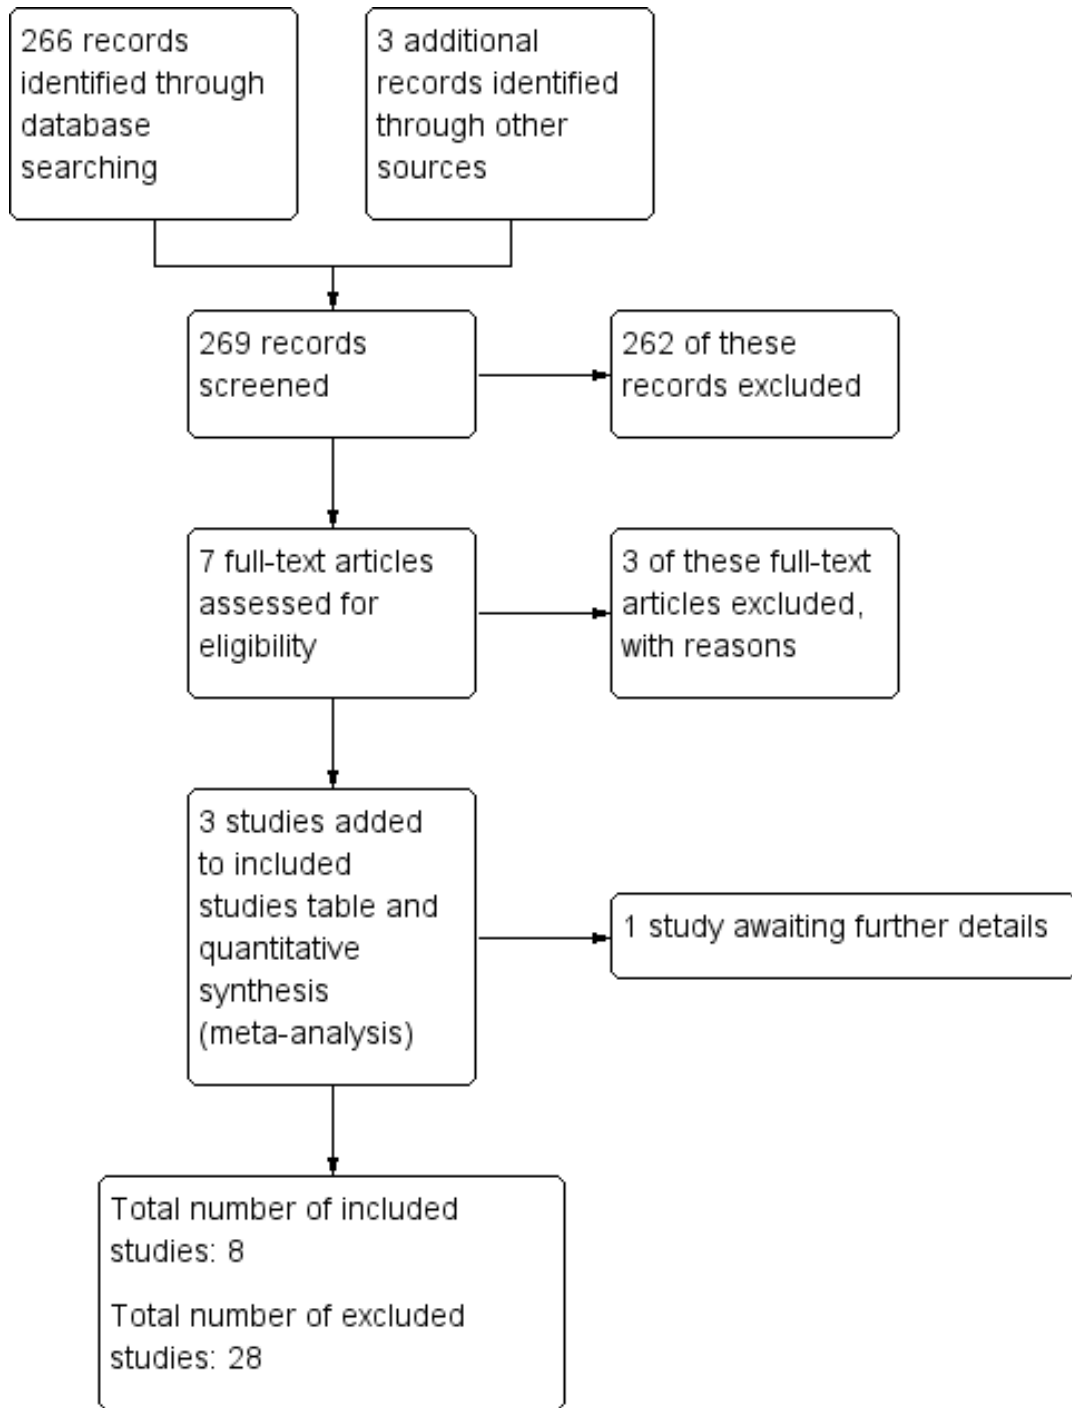 266 records
identified through
database
searching
3 additional
records identified
through other
sources
269 records
screened
262 of these
records excluded
7 full-text articles
assessed for
eligibility
3 of these full-text
articles excluded,
with reasons
3 studies added
to included
studies table and
quantitative
synthesis
(meta-analysis)
1 study awaiting further details
Total number of included
studies: 8
Total number of excluded
studies: 28